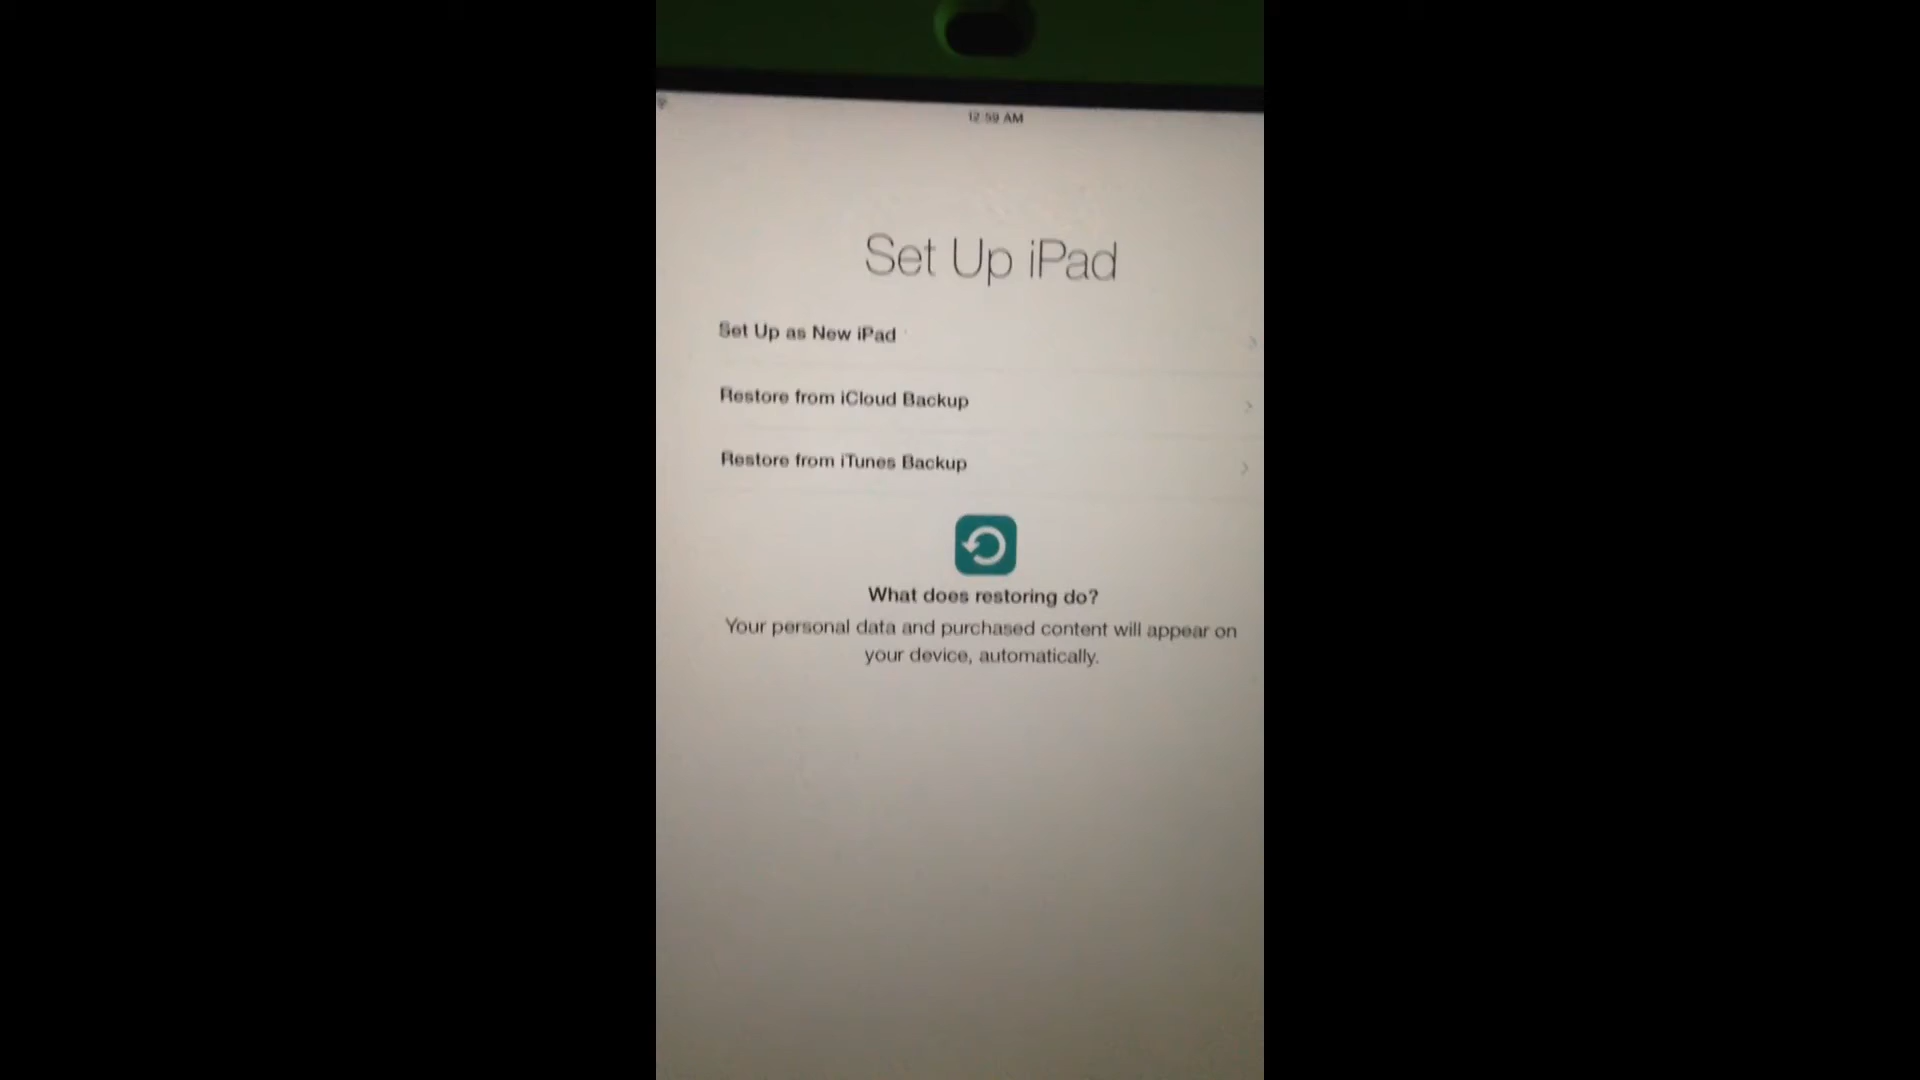 12:59 AM
Set Up iPad
Set Up as New iPad
Restore from iCloud Backup
Restore from iTunes Backup
What does restoring do?
Your personal data and purchased content will appear on
your device, automatically.